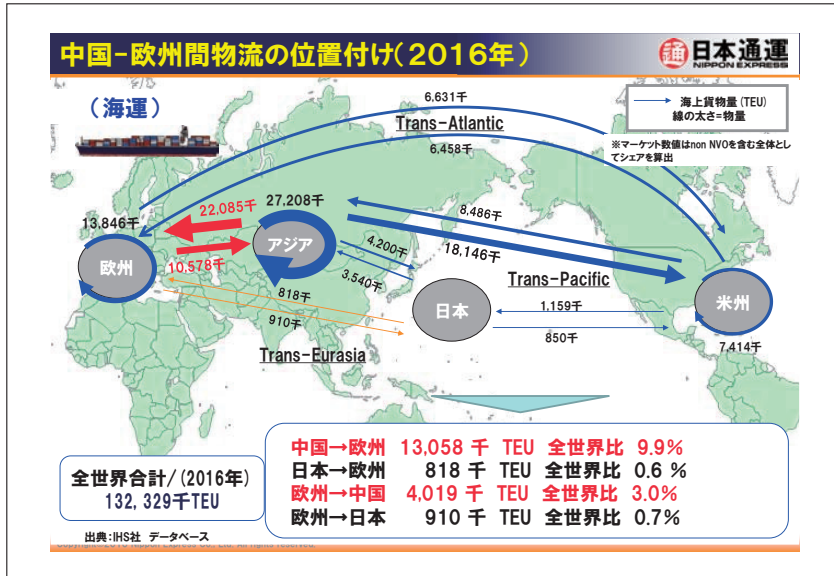 中国-欧州間物流の位置付け(2016年)
通 日本通運
NIPPON EXPRESS
(海運)
海上貨物量(TEU)
線の太さ=物量
※マーケット数値はnon NVOを含む全体とし
てシェアを算出
6,631千
Trans-Atlantic
6,458千
22,085千
27,208千
8,486千
13,846千
アジア
欧州
10,578千
4,200千
18,146千
3,540千
Trans-Pacific
818千
日本
1,159千
米州
910千
850千
Trans-Eurasia
7,414千
中国→欧州 13,058 千 TEU 全世界比 9.9%
日本→欧州 818 千 TEU 全世界比 0.6 %
欧州→中国 4,019 千 TEU 全世界比 3.0%
欧州→日本 910 千 TEU 全世界比 0.7%
全世界合計/(2016年)
132,329千TEU
出典:IHS社 データベース
Nippon Express Co., Ltd. All rights reserved.